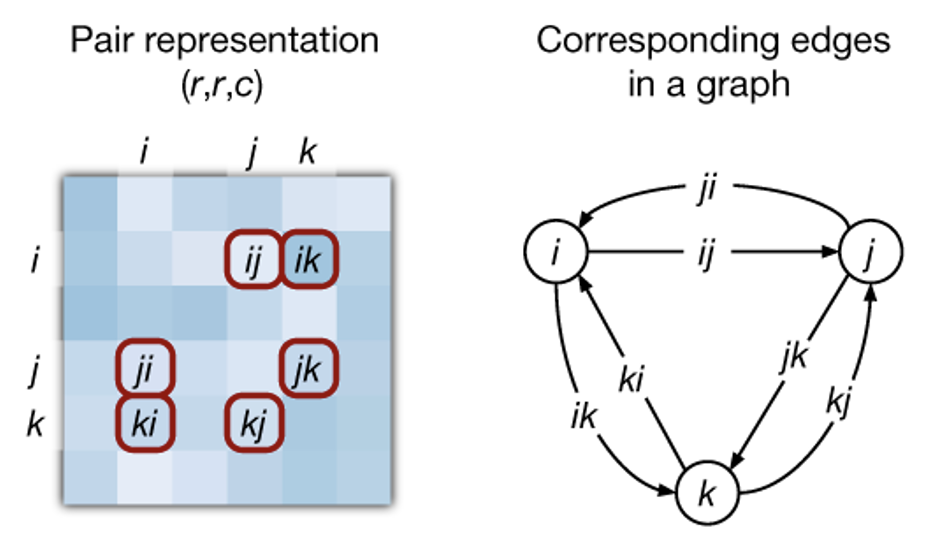 Pair representation
(r,r,c)
i j k
i ij ik
j ji jk
k ki kj
Corresponding edges
in a graph
ji
i ij j
jk
ki
kj
ik
k